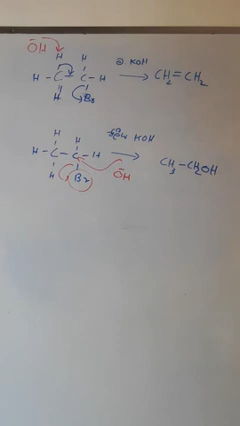 OH
H H
H - C - C - H
H Br
KOH
CH2 = CH2
H H
H - C - C - H
H Br
KOH
OH
CH3 - CH2OH